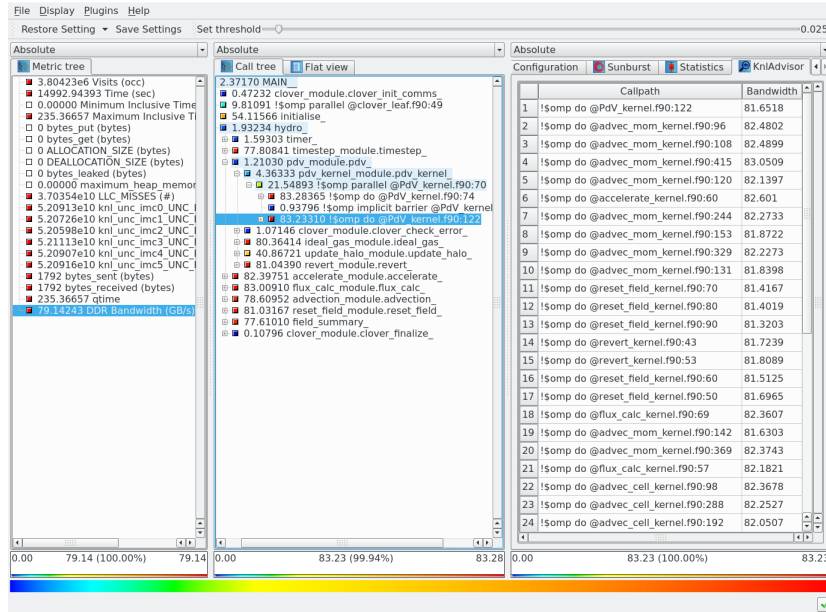 File Display Plugins Help
Restore Setting Save Settings Set threshold 0.025
Absolute
Metric tree
3.80423e6 Visits (occ)
14992.94393 Time (sec)
0.00000 Minimum Inclusive Time
235.36657 Maximum Inclusive Ti
0 bytes_put (bytes)
0 bytes_get (bytes)
0 ALLOCATION_SIZE (bytes)
0 DEALLOCATION_SIZE (bytes)
0 bytes_leaked (bytes)
0.00000 maximum_heap_memor
3.70354e10 LLC_MISSES (#)
5.20913e10 knl_unc_imc0_UNC_I
5.20726e10 knl_unc_imc1_UNC_I
5.20598e10 knl_unc_imc2_UNC_I
5.21113e10 knl_unc_imc3_UNC_I
5.20907e10 knl_unc_imc4_UNC_I
5.20916e10 knl_unc_imc5_UNC_I
1792 bytes_sent (bytes)
1792 bytes_received (bytes)
235.36657 qtime
79.14243 DDR Bandwidth (GB/s)
0.00 79.14 (100.00%) 79.14
Absolute
Call tree Flat view
2.37170 MAIN__
0.47232 clover_module.clover_init_comms_
9.81091 !$omp parallel @clover_leaf.f90:49
54.11566 initialise_
1.93234 hydro_
1.59303 timer_
77.80841 timestep_module.timestep_
1.21030 pdv_module.pdv_
4.36333 pdv_kernel_module.pdv_kernel_
21.54893 !$omp parallel @PdV_kernel.f90:70
83.28365 !$omp do @PdV_kernel.f90:74
0.93796 !$omp implicit barrier @PdV_kernel
83.23310 !$omp do @PdV_kernel.f90:122
1.07146 clover_module.clover_check_error_
80.36414 ideal_gas_module.ideal_gas_
40.86721 update_halo_module.update_halo_
81.04390 revert_module.revert_
82.39751 accelerate_module.accelerate_
83.00910 flux_calc_module.flux_calc_
78.60952 advection_module.advection_
81.03167 reset_field_module.reset_field_
77.61010 field_summary_
0.10796 clover_module.clover_finalize_
0.00 83.23 (99.94%) 83.28
Absolute
Configuration Sunburst Statistics KnlAdvisor
Callpath Bandwidth
1 !$omp do @PdV_kernel.f90:122 81.6518
2 !$omp do @advec_mom_kernel.f90:96 82.4802
3 !$omp do @advec_mom_kernel.f90:108 82.4899
4 !$omp do @advec_mom_kernel.f90:415 83.0509
5 !$omp do @advec_mom_kernel.f90:120 82.1397
6 !$omp do @accelerate_kernel.f90:60 82.601
7 !$omp do @advec_mom_kernel.f90:244 82.2733
8 !$omp do @advec_mom_kernel.f90:153 81.8722
9 !$omp do @advec_mom_kernel.f90:329 82.2273
10 !$omp do @advec_mom_kernel.f90:131 81.8398
11 !$omp do @reset_field_kernel.f90:70 81.4167
12 !$omp do @reset_field_kernel.f90:80 81.4019
13 !$omp do @reset_field_kernel.f90:90 81.3203
14 !$omp do @revert_kernel.f90:43 81.7239
15 !$omp do @revert_kernel.f90:53 81.8089
16 !$omp do @reset_field_kernel.f90:60 81.5125
17 !$omp do @reset_field_kernel.f90:50 81.6965
18 !$omp do @flux_calc_kernel.f90:69 82.3607
19 !$omp do @advec_mom_kernel.f90:142 81.6303
20 !$omp do @advec_mom_kernel.f90:369 82.3743
21 !$omp do @flux_calc_kernel.f90:57 82.1821
22 !$omp do @advec_cell_kernel.f90:98 82.3678
23 !$omp do @advec_cell_kernel.f90:288 82.2527
24 !$omp do @advec_cell_kernel.f90:192 82.0507
0.00 83.23 (100.00%) 83.23